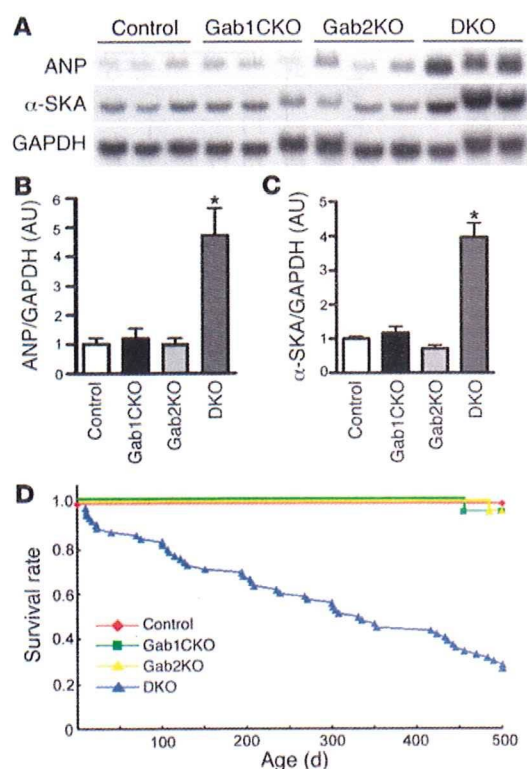 A Control Gab1CKO Gab2KO DKO
ANP
α-SKA
GAPDH
B
ANP/GAPDH (AU)
6
5
4
3
2
1
0
*
Control
Gab1CKO
Gab2KO
DKO
C
α-SKA/GAPDH (AU)
5
4
3
2
1
0
*
Control
Gab1CKO
Gab2KO
DKO
D
Survival rate
1.0
0.8
0.6
0.4
0.2
0
Control
Gab1CKO
Gab2KO
DKO
100 200 300 400 500
Age (d)